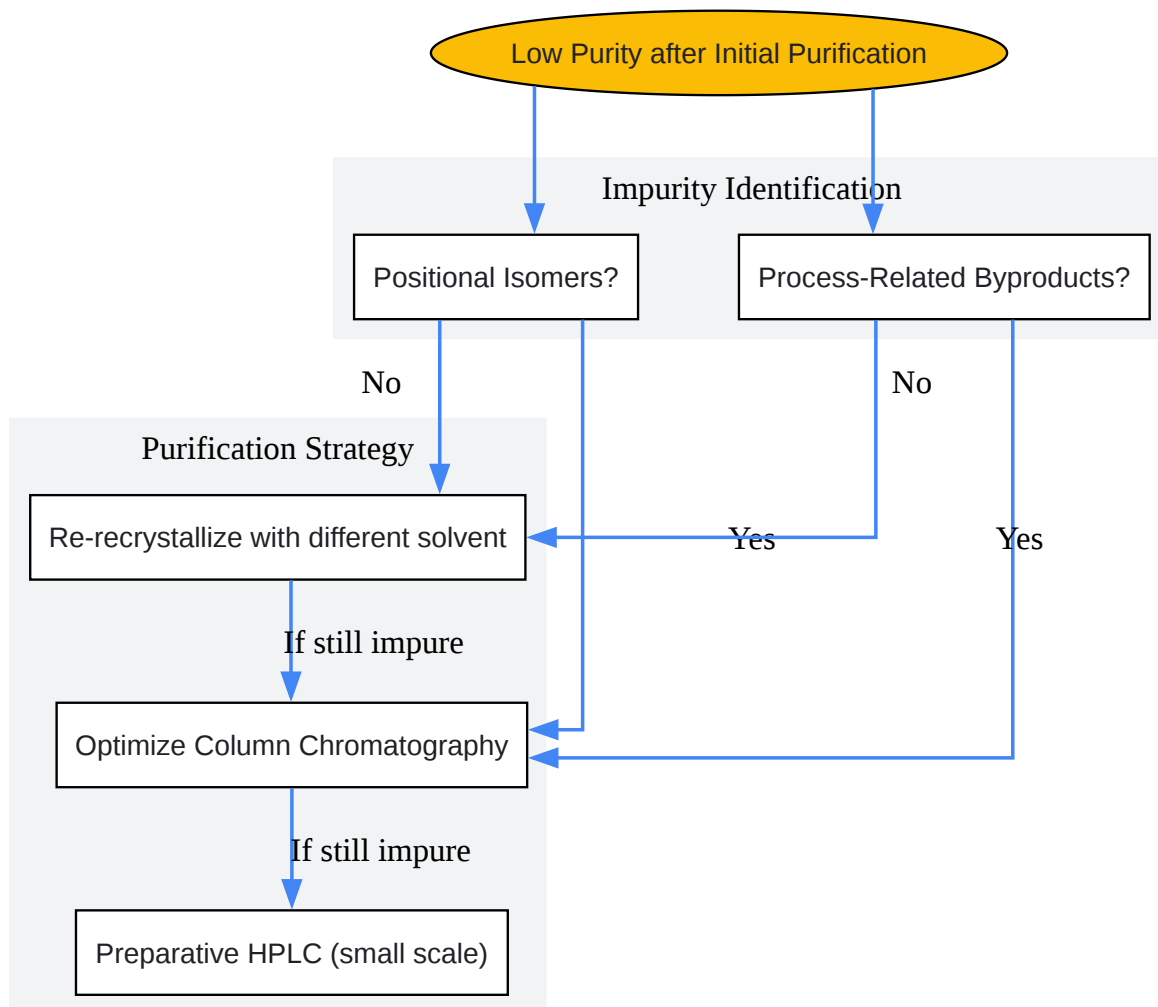 Low Purity after Initial Purification
Impurity Identification
Positional Isomers?
Process-Related Byproducts?
No
No
Purification Strategy
Re-recrystallize with different solvent
Yes
Yes
If still impure
Optimize Column Chromatography
If still impure
Preparative HPLC (small scale)